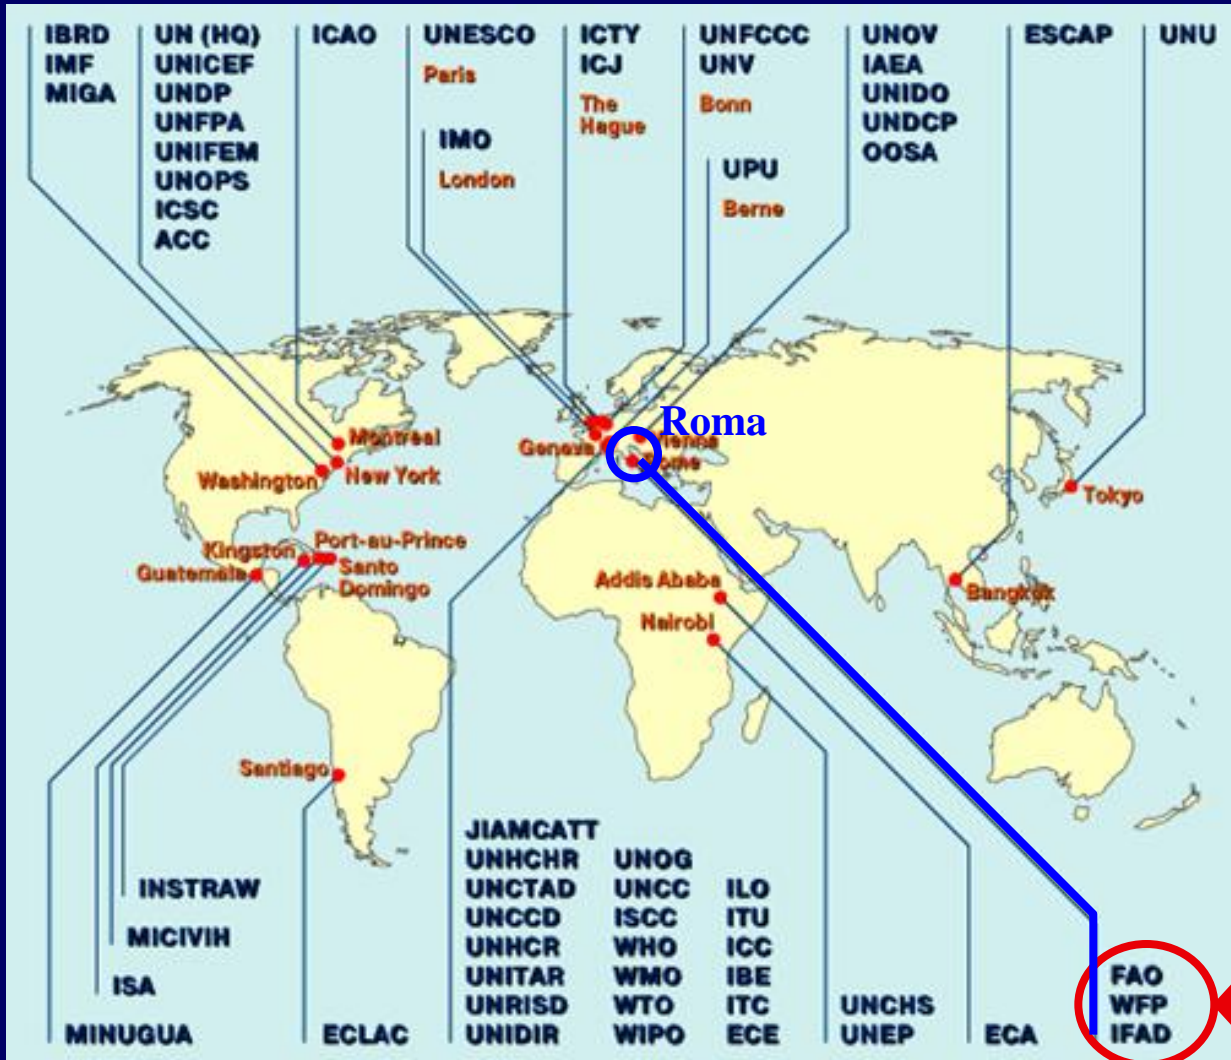 IBRD
IMF
MIGA
UN (HQ)
UNICEF
UNDP
UNFPA
UNIFEM
UNOPS
ICSC
ACC
ICAO
UNESCO
Paris
IMO
London
ICTY
ICJ
The
Hague
UNFCCC
UNV
Bonn
UPU
Berne
UNOV
IAEA
UNIDO
UNDCP
OOSA
ESCAP
UNU
Roma
Montreal
Geneva
Vienna
Rome
Washington
New York
Tokyo
Kingston
Port-au-Prince
Guatemala
Santo
Domingo
Addis Ababa
Bangkok
Nairobi
Santiago
INSTRAW
MICIVIH
ISA
MINUGUA
ECLAC
JIAMCATT
UNHCHR
UNCTAD
UNCCD
UNHCR
UNITAR
UNRISD
UNIDIR
UNOG
UNCC
ISCC
WHO
WMO
WTO
WIPO
ILO
ITU
ICC
IBE
ITC
ECE
UNCHS
UNEP
ECA
FAO
WFP
IFAD